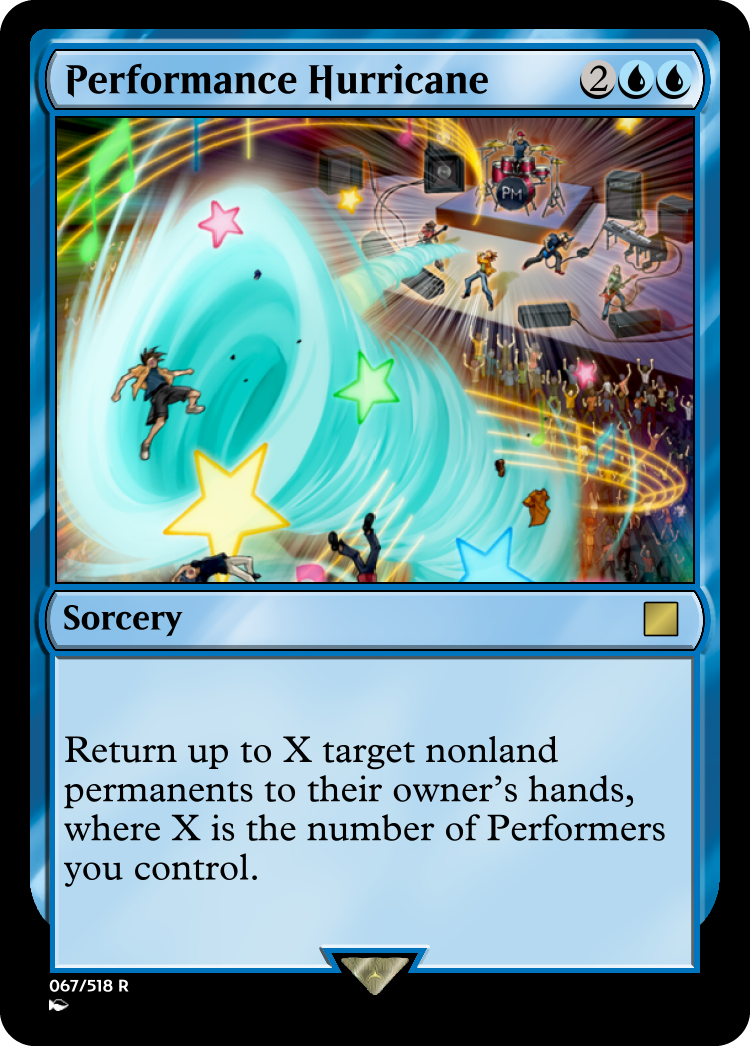 Performance Hurricane 2
PM
Sorcery
Return up to X target nonland
permanents to their owner's hands,
where X is the number of Performers
you control.
067/518 R